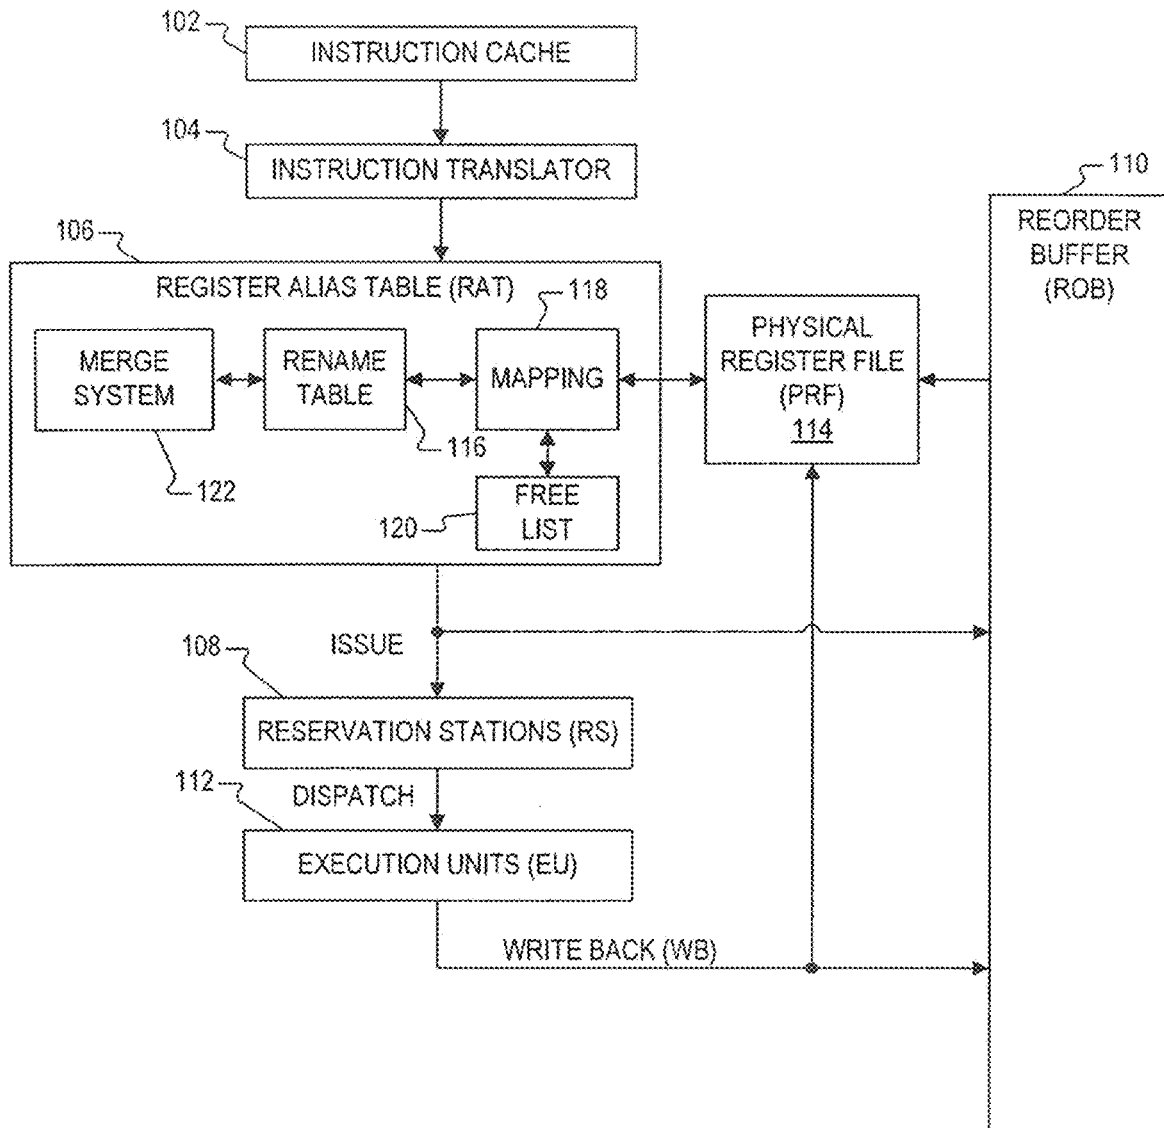 102
INSTRUCTION CACHE
104
INSTRUCTION TRANSLATOR
110
REORDER
BUFFER
(ROB)
106
REGISTER ALIAS TABLE (RAT)
118
MERGE
SYSTEM
RENAME
TABLE
MAPPING
PHYSICAL
REGISTER FILE
(PRF)
114
116
122
120
FREE
LIST
ISSUE
108
RESERVATION STATIONS (RS)
112
DISPATCH
EXECUTION UNITS (EU)
WRITE BACK (WB)